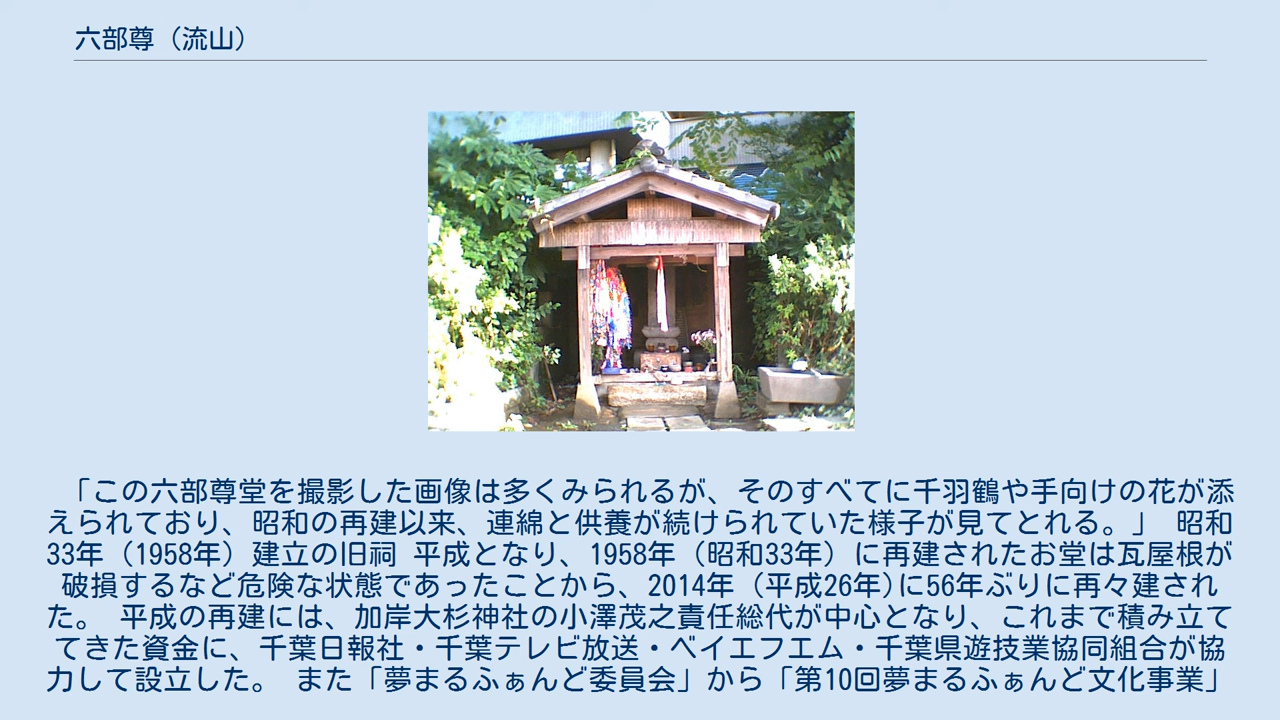 六部尊（流山）
「この六部尊堂を撮影した画像は多くみられるが、そのすべてに千羽鶴や手向けの花が添
えられており、昭和の再建以来、連綿と供養が続けられていた様子が見てとれる。」 昭和
33年（1958年）建立の旧祠 平成となり、1958年（昭和33年）に再建されたお堂は瓦屋根が
破損するなど危険な状態であったことから、2014年（平成26年)に56年ぶりに再々建され
た。 平成の再建には、加岸大杉神社の小澤茂之責任総代が中心となり、これまで積み立て
てきた資金に、千葉日報社・千葉テレビ放送・ベイエフエム・千葉県遊技業協同組合が協
力して設立した。 また「夢まるふぁんど委員会」から「第10回夢まるふぁんど文化事業」